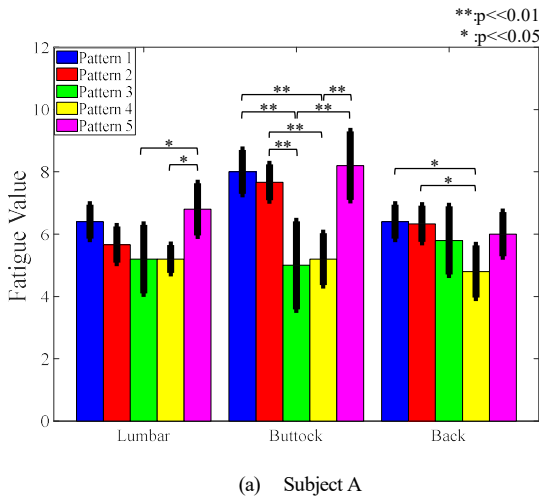 **:p<<0.01
* :p<<0.05
12
10
8
6
4
2
0
Fatigue Value
Pattern 1
Pattern 2
Pattern 3
Pattern 4
Pattern 5
* *
** ** ** ** ** **
* *
Lumbar Buttock Back
(a) Subject A